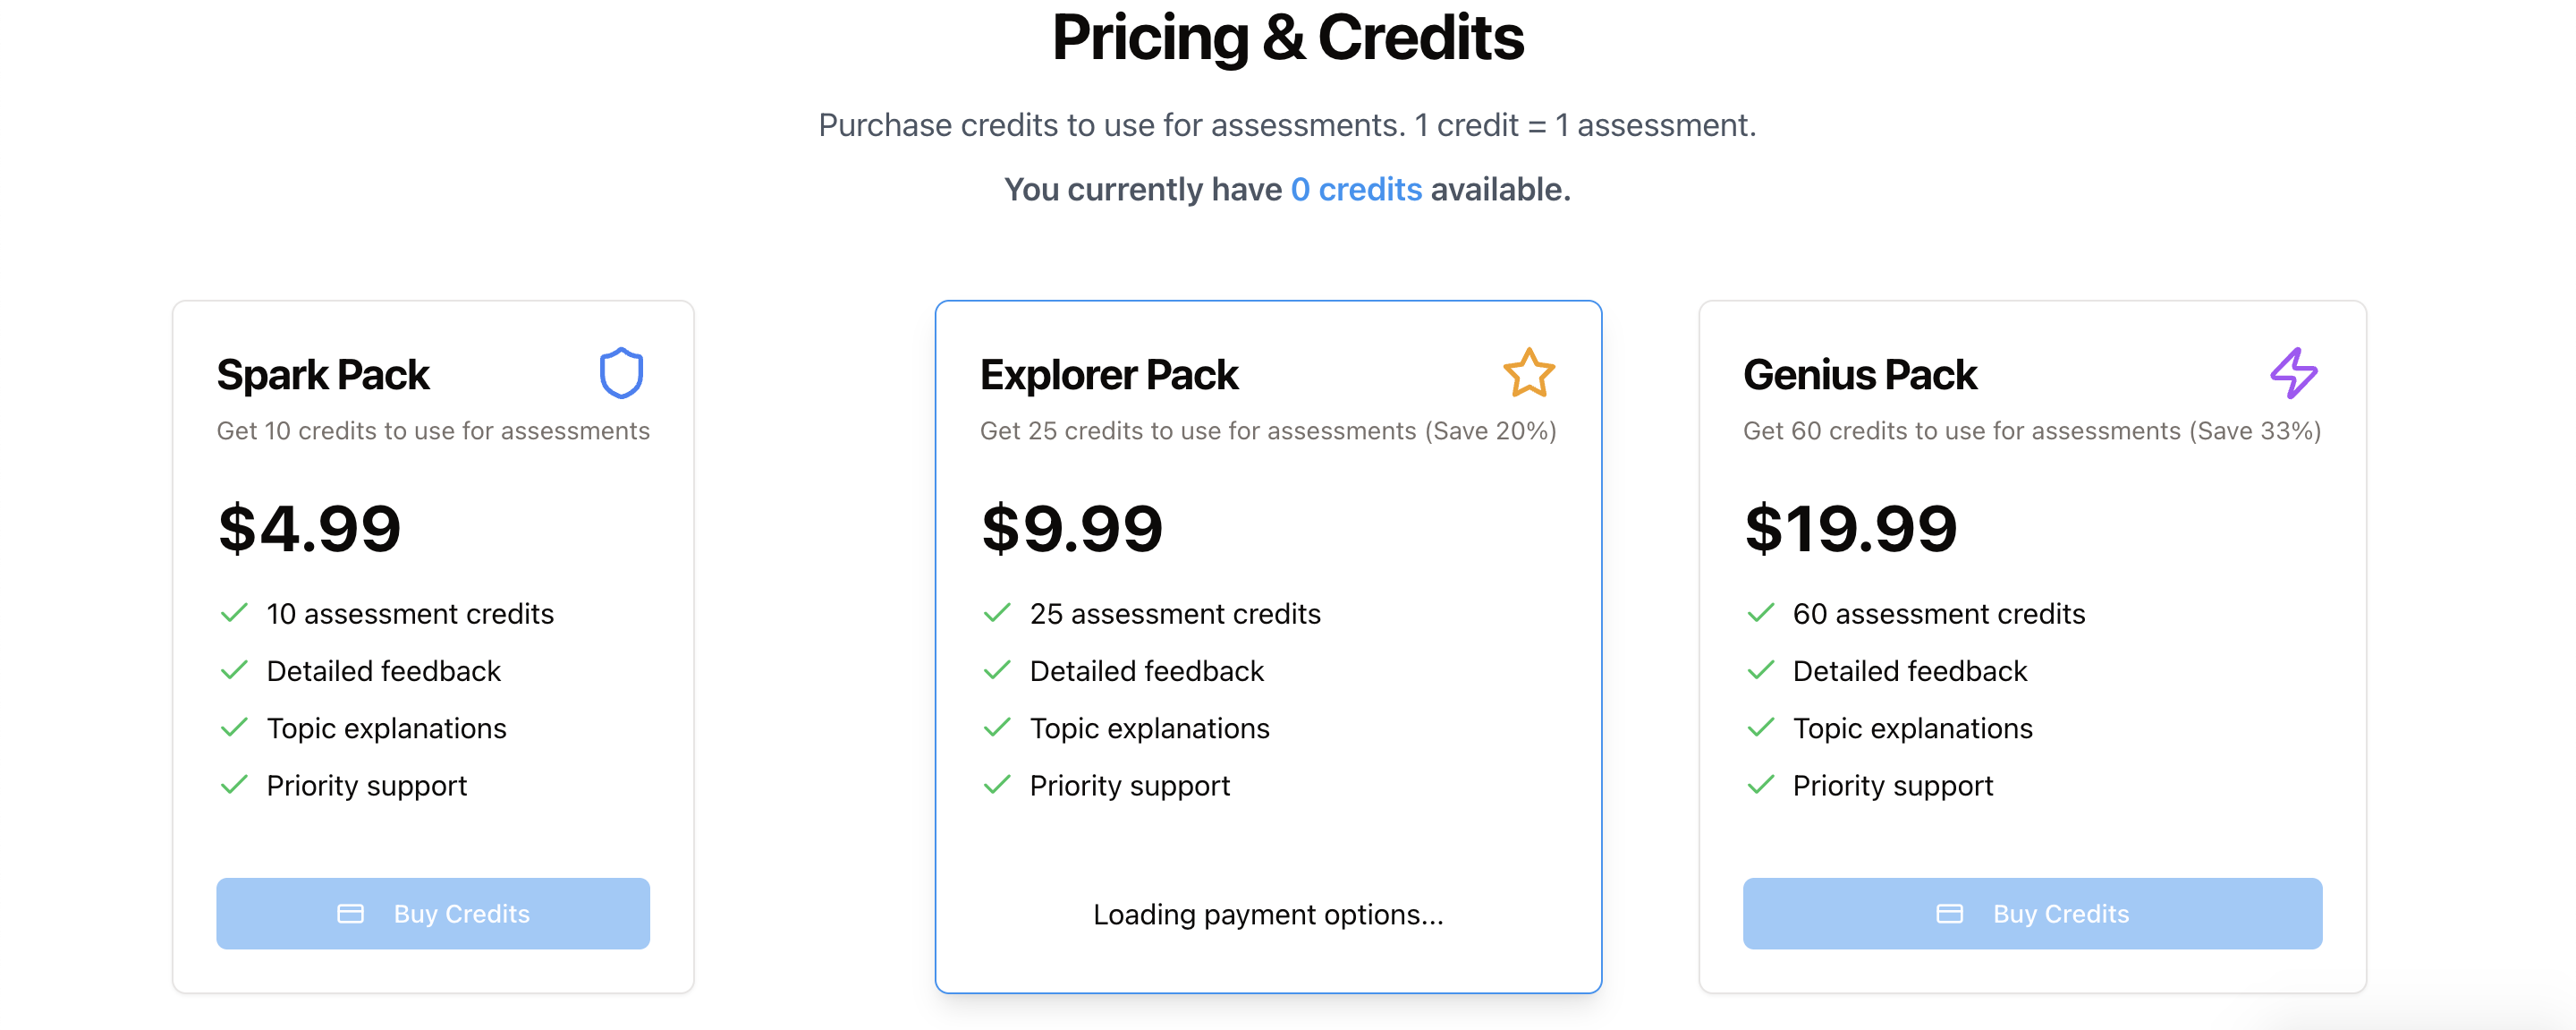 Pricing & Credits
Purchase credits to use for assessments. 1 credit = 1 assessment.
You currently have 0 credits available.
Spark Pack
Get 10 credits to use for assessments
$4.99
10 assessment credits
Detailed feedback
Topic explanations
Priority support
Buy Credits
Explorer Pack
Get 25 credits to use for assessments (Save 20%)
$9.99
25 assessment credits
Detailed feedback
Topic explanations
Priority support
Loading payment options...
Genius Pack
Get 60 credits to use for assessments (Save 33%)
$19.99
60 assessment credits
Detailed feedback
Topic explanations
Priority support
Buy Credits